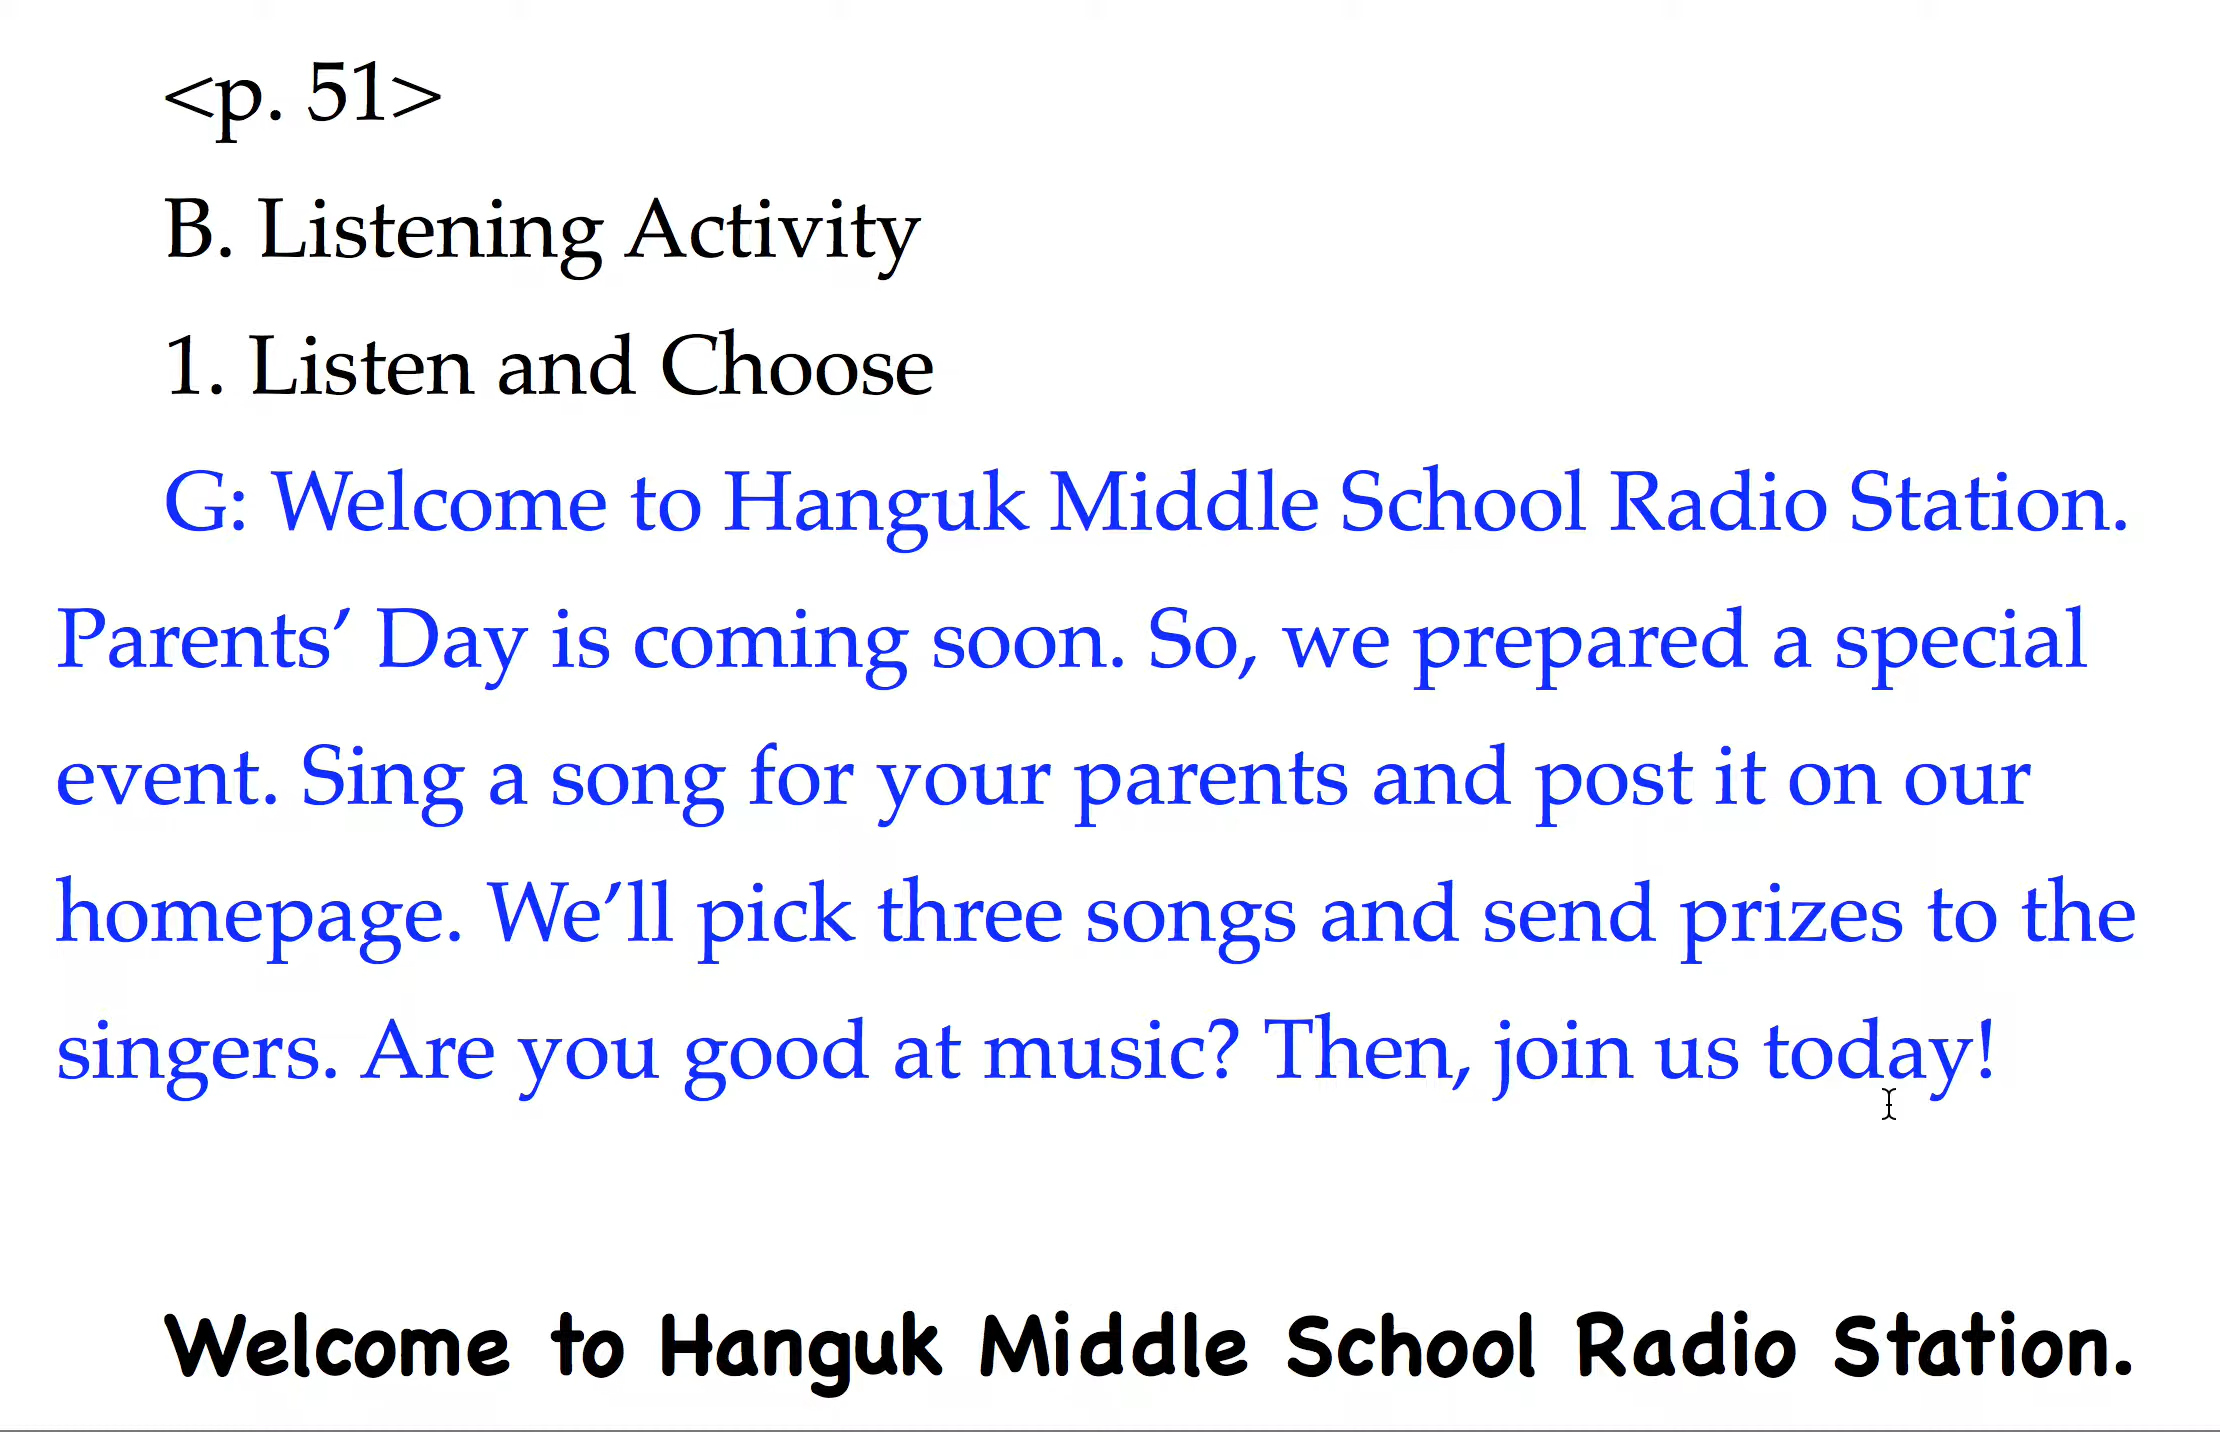 <p. 51>
B. Listening Activity
1. Listen and Choose
G: Welcome to Hanguk Middle School Radio Station.
Parents’ Day is coming soon. So, we prepared a special
event. Sing a song for your parents and post it on our
homepage. We’ll pick three songs and send prizes to the
singers. Are you good at music? Then, join us today!
Welcome to Hanguk Middle School Radio Station.